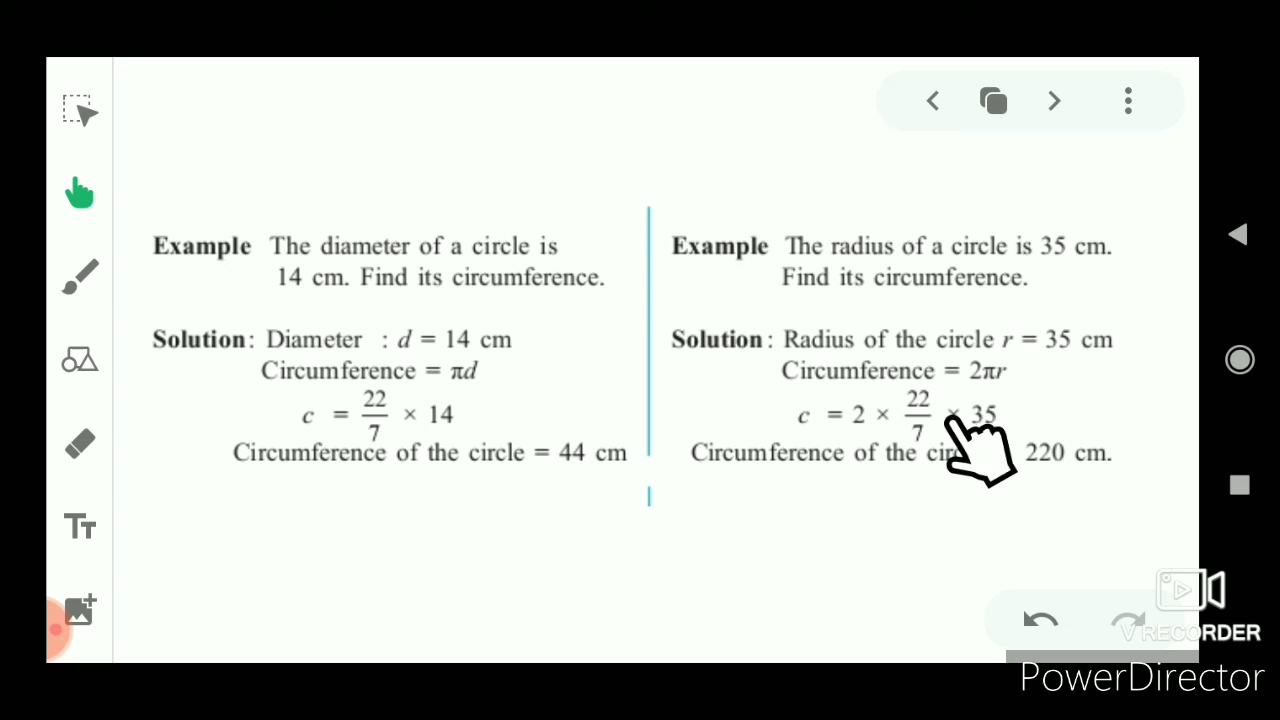 Example The diameter of a circle is
14 cm. Find its circumference.
Solution: Diameter : d = 14 cm
Circumference = πd
c = 22/7 × 14
Circumference of the circle = 44 cm
Example The radius of a circle is 35 cm.
Find its circumference.
Solution: Radius of the circle r = 35 cm
Circumference = 2πr
c = 2 × 22/7 × 35
Circumference of the 220 cm.
Tт
V RECORDER
PowerDirector